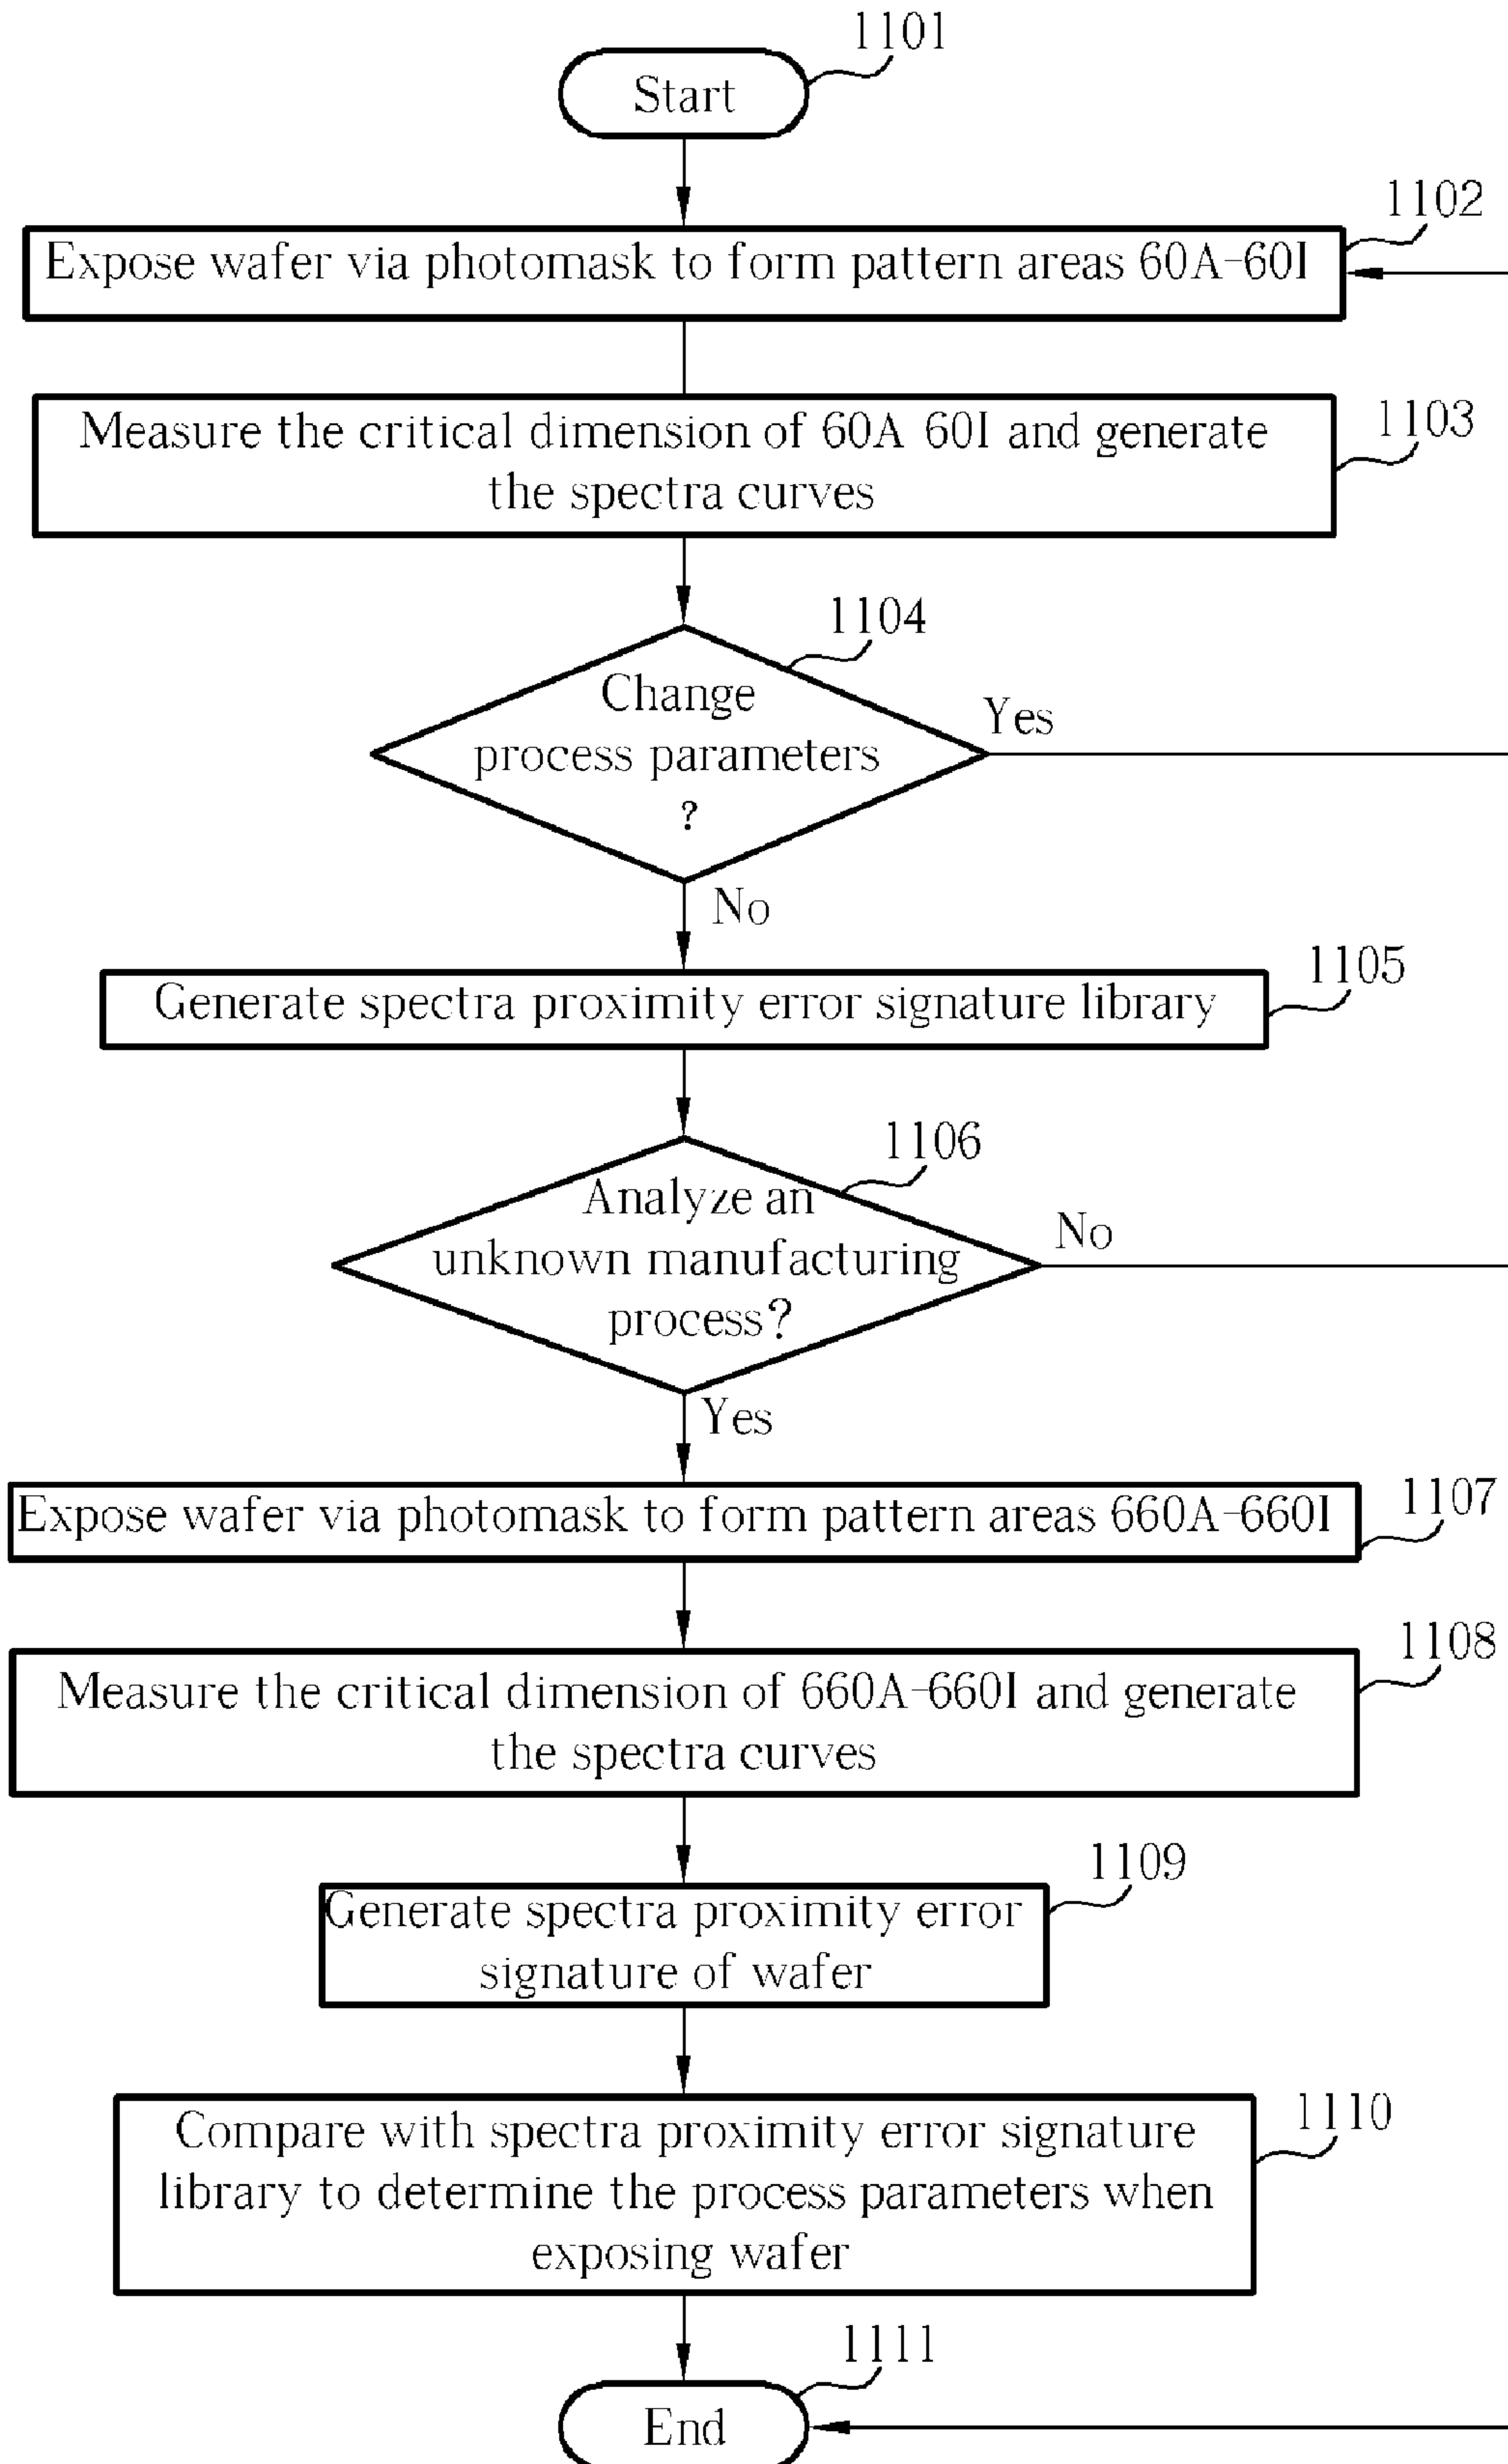 1101
Start
1102
Expose wafer via photomask to form pattern areas 60A-60I
Measure the critical dimension of 60A 60I and generate
the spectra curves
1103
1104
Change
process parameters
?
Yes
No
1105
Generate spectra proximity error signature library
1106
Analyze an
unknown manufacturing
process?
No
Yes
Expose wafer via photomask to form pattern areas 660A-660I
1107
1108
Measure the critical dimension of 660A-660I and generate
the spectra curves
1109
Generate spectra proximity error
signature of wafer
1110
Compare with spectra proximity error signature
library to determine the process parameters when
exposing wafer
1111
End